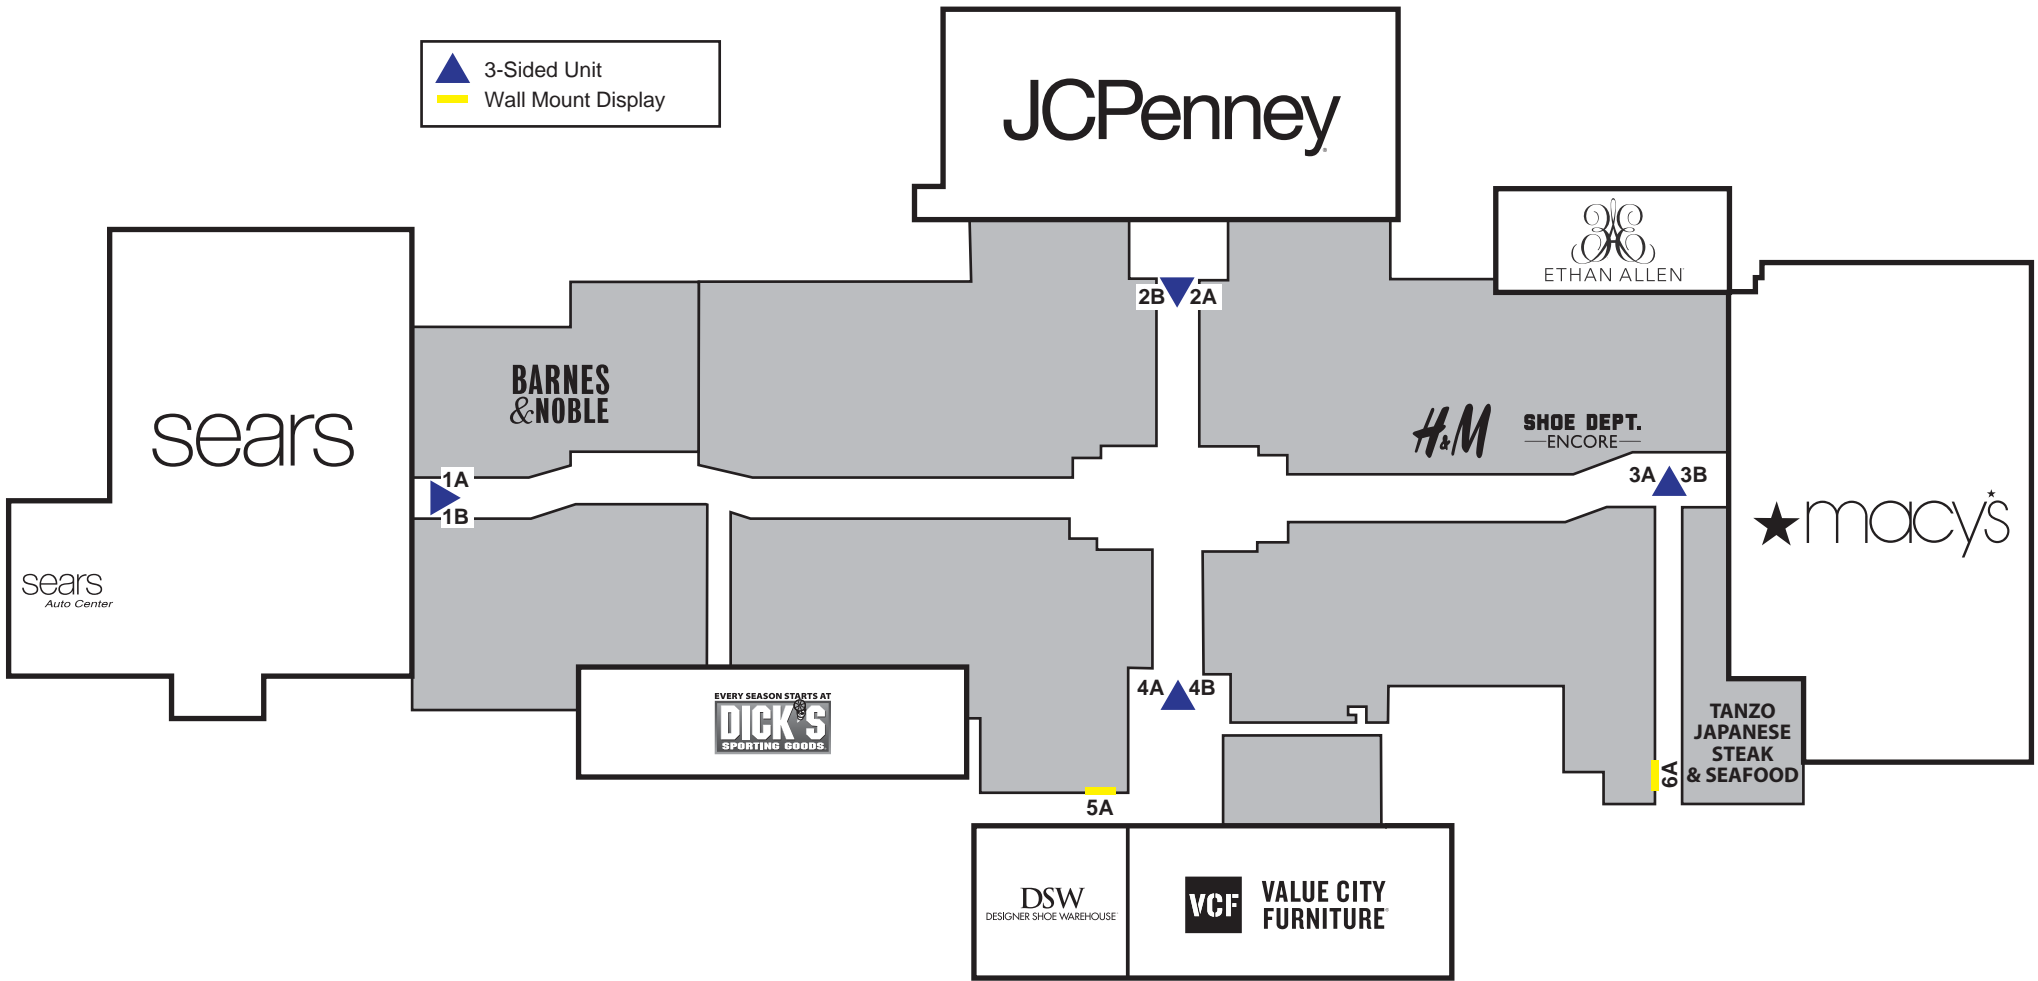 3-Sided Unit
Wall Mount Display
JCPenney
ETHAN ALLEN
2B 2A
BARNES
&NOBLE
sears
H&M
SHOE DEPT.
ENCORE
1A
1B
3A 3B
macy's
sears
Auto Center
4A 4B
EVERY SEASON STARTS AT
DICK'S
SPORTING GOODS
TANZO
JAPANESE
STEAK
& SEAFOOD
6A
5A
DSW
DESIGNER SHOE WAREHOUSE
VCF
VALUE CITY
FURNITURE